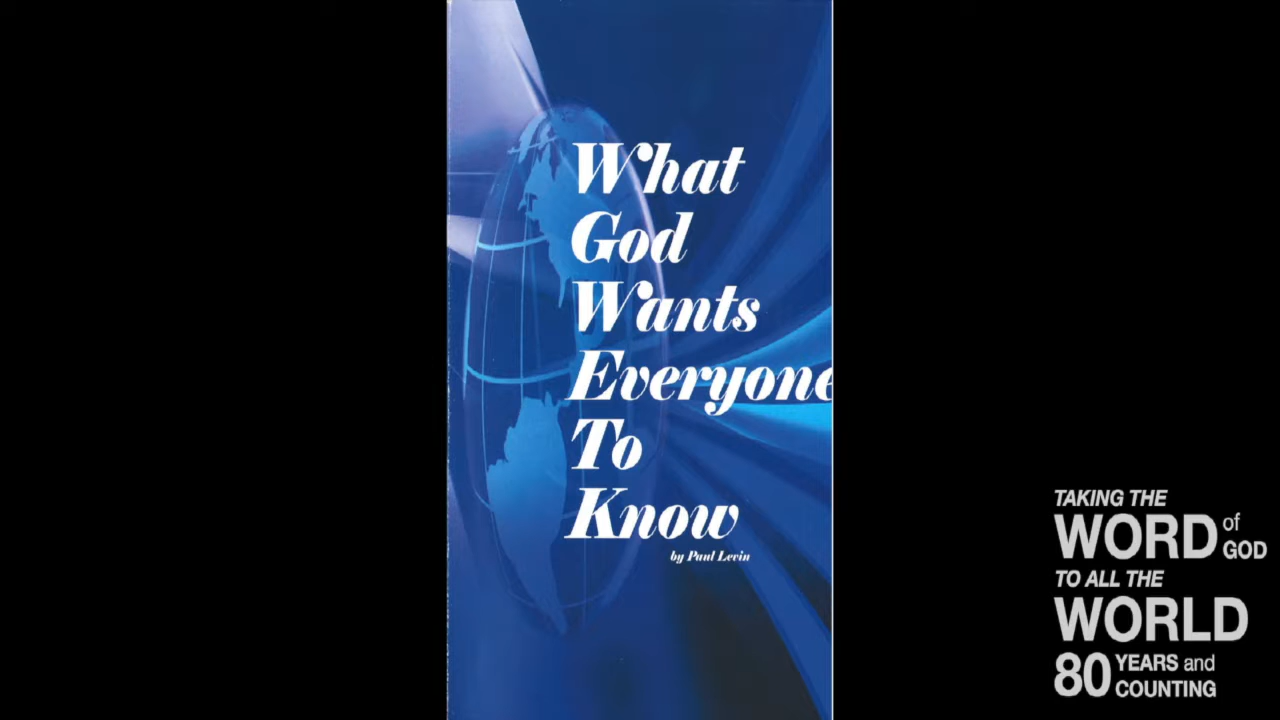 What
God
Wants
Everyone
To
Know
by Paul Levin
TAKING THE
WORD of GOD
TO ALL THE
WORLD
80 YEARS and
COUNTING